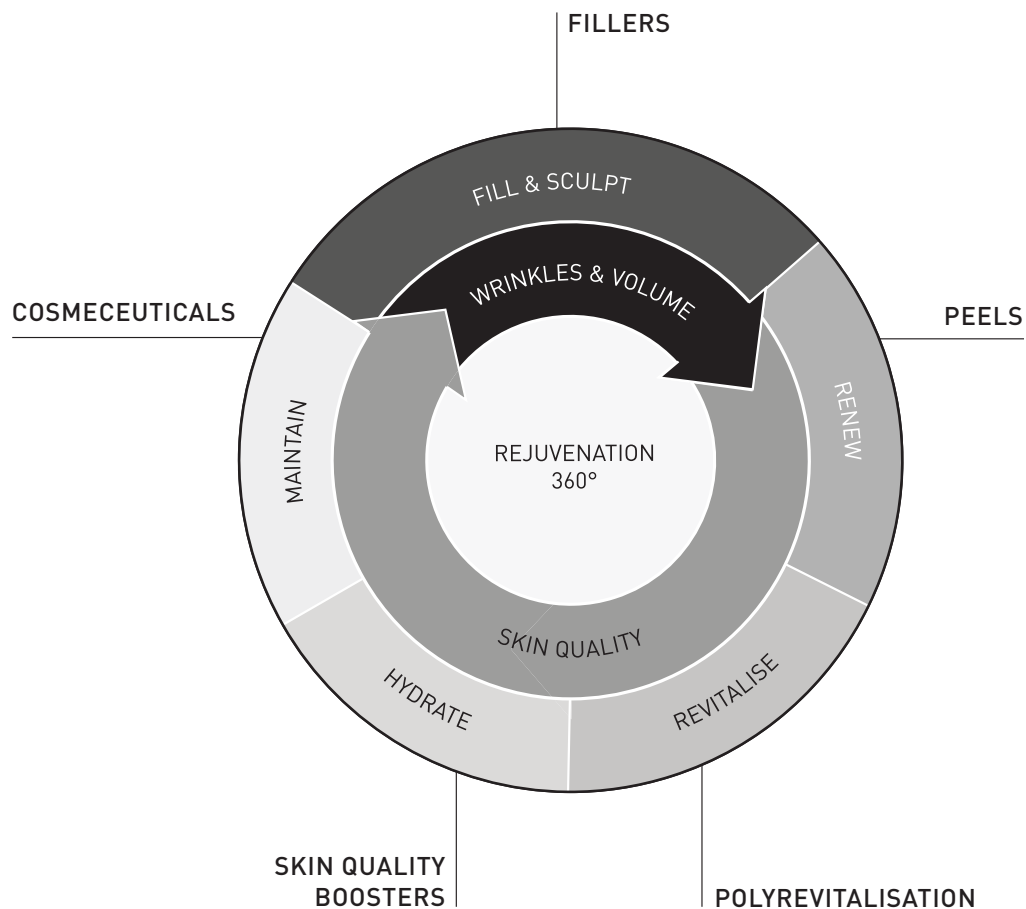 FILLERS
FILL & SCULPT
WRINKLES & VOLUME
COSMECEUTICALS
PEELS
RENEW
MAINTAIN
REJUVENATION
360°
SKIN QUALITY
HYDRATE
REVITALISE
SKIN QUALITY
BOOSTERS
POLYREVITALISATION